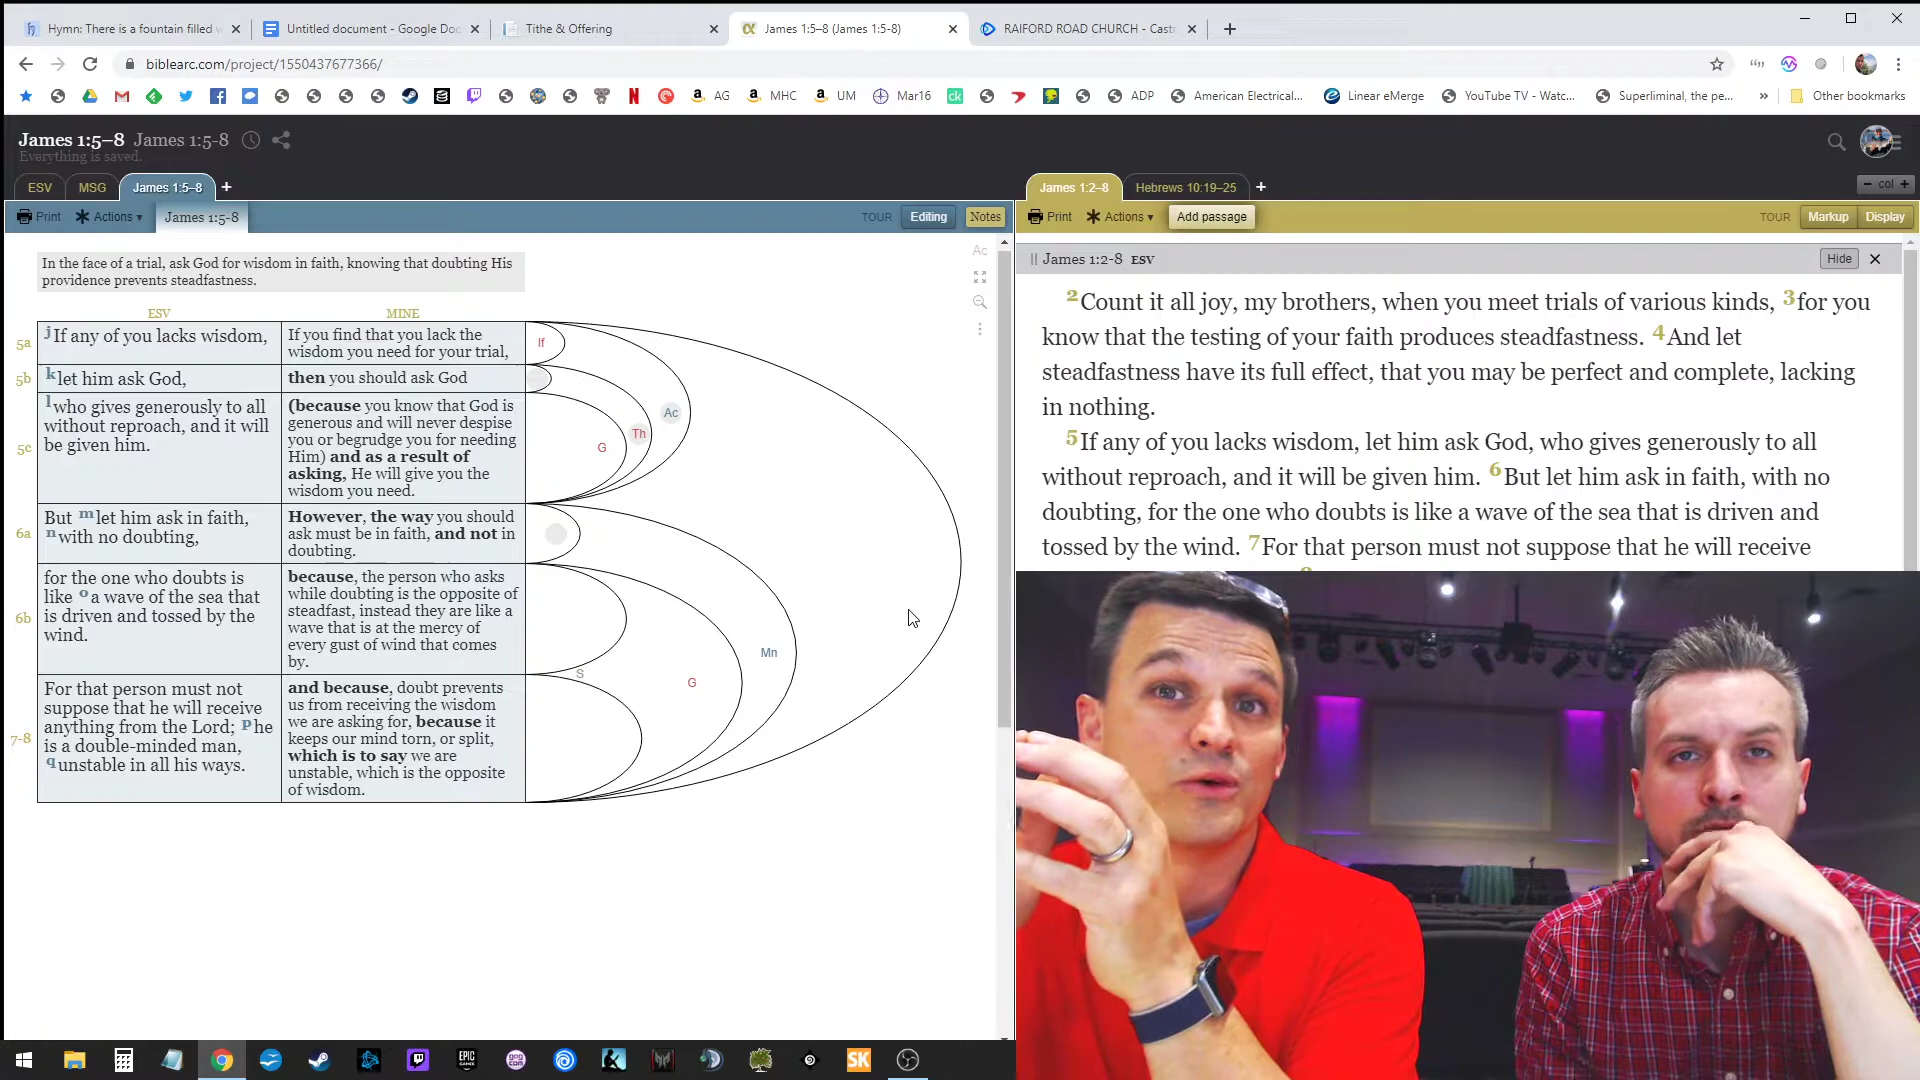 Hymn: There is a fountain filled w
Untitled document - Google Doc
Tithe & Offering
James 1:5–8 (James 1:5-8)
RAIFORD ROAD CHURCH - Cast
biblearc.com/project/1550437677366/
AG
MHC
UM
Mar16
ck
ADP
American Electrical...
Linear eMerge
YouTube TV - Watc...
Superliminal, the pe...
»
Other bookmarks
James 1:5–8 James 1:5-8
Everything is saved.
ESV
MSG
James 1:5–8
+
James 1:2–8
Hebrews 10:19–25
+
− col +
Print
Actions
James 1:5-8
TOUR
Editing
Notes
Print
Actions
Add passage
TOUR
Markup
Display
In the face of a trial, ask God for wisdom in faith, knowing that doubting His
providence prevents steadfastness.
Ac
ESV
MINE
5a
j If any of you lacks wisdom,
If you find that you lack the
wisdom you need for your trial,
If
5b
k let him ask God,
then you should ask God
5c
l who gives generously to all
without reproach, and it will
be given him.
(because you know that God is
generous and will never despise
you or begrudge you for needing
Him) and as a result of
asking, He will give you the
wisdom you need.
G
Th
Ac
6a
But m let him ask in faith,
n with no doubting,
However, the way you should
ask must be in faith, and not in
doubting.
6b
for the one who doubts is
like o a wave of the sea that
is driven and tossed by the
wind.
because, the person who asks
while doubting is the opposite of
steadfast, instead they are like a
wave that is at the mercy of
every gust of wind that comes
by.
Mn
S
G
7-8
For that person must not
suppose that he will receive
anything from the Lord; p he
is a double-minded man,
q unstable in all his ways.
and because, doubt prevents
us from receiving the wisdom
we are asking for, because it
keeps our mind torn, or split,
which is to say we are
unstable, which is the opposite
of wisdom.
James 1:2-8 ESV
Hide
2 Count it all joy, my brothers, when you meet trials of various kinds, 3 for you
know that the testing of your faith produces steadfastness. 4 And let
steadfastness have its full effect, that you may be perfect and complete, lacking
in nothing.
5 If any of you lacks wisdom, let him ask God, who gives generously to all
without reproach, and it will be given him. 6 But let him ask in faith, with no
doubting, for the one who doubts is like a wave of the sea that is driven and
tossed by the wind. 7 For that person must not suppose that he will receive
EPIC
GAMES
gog
com
SK